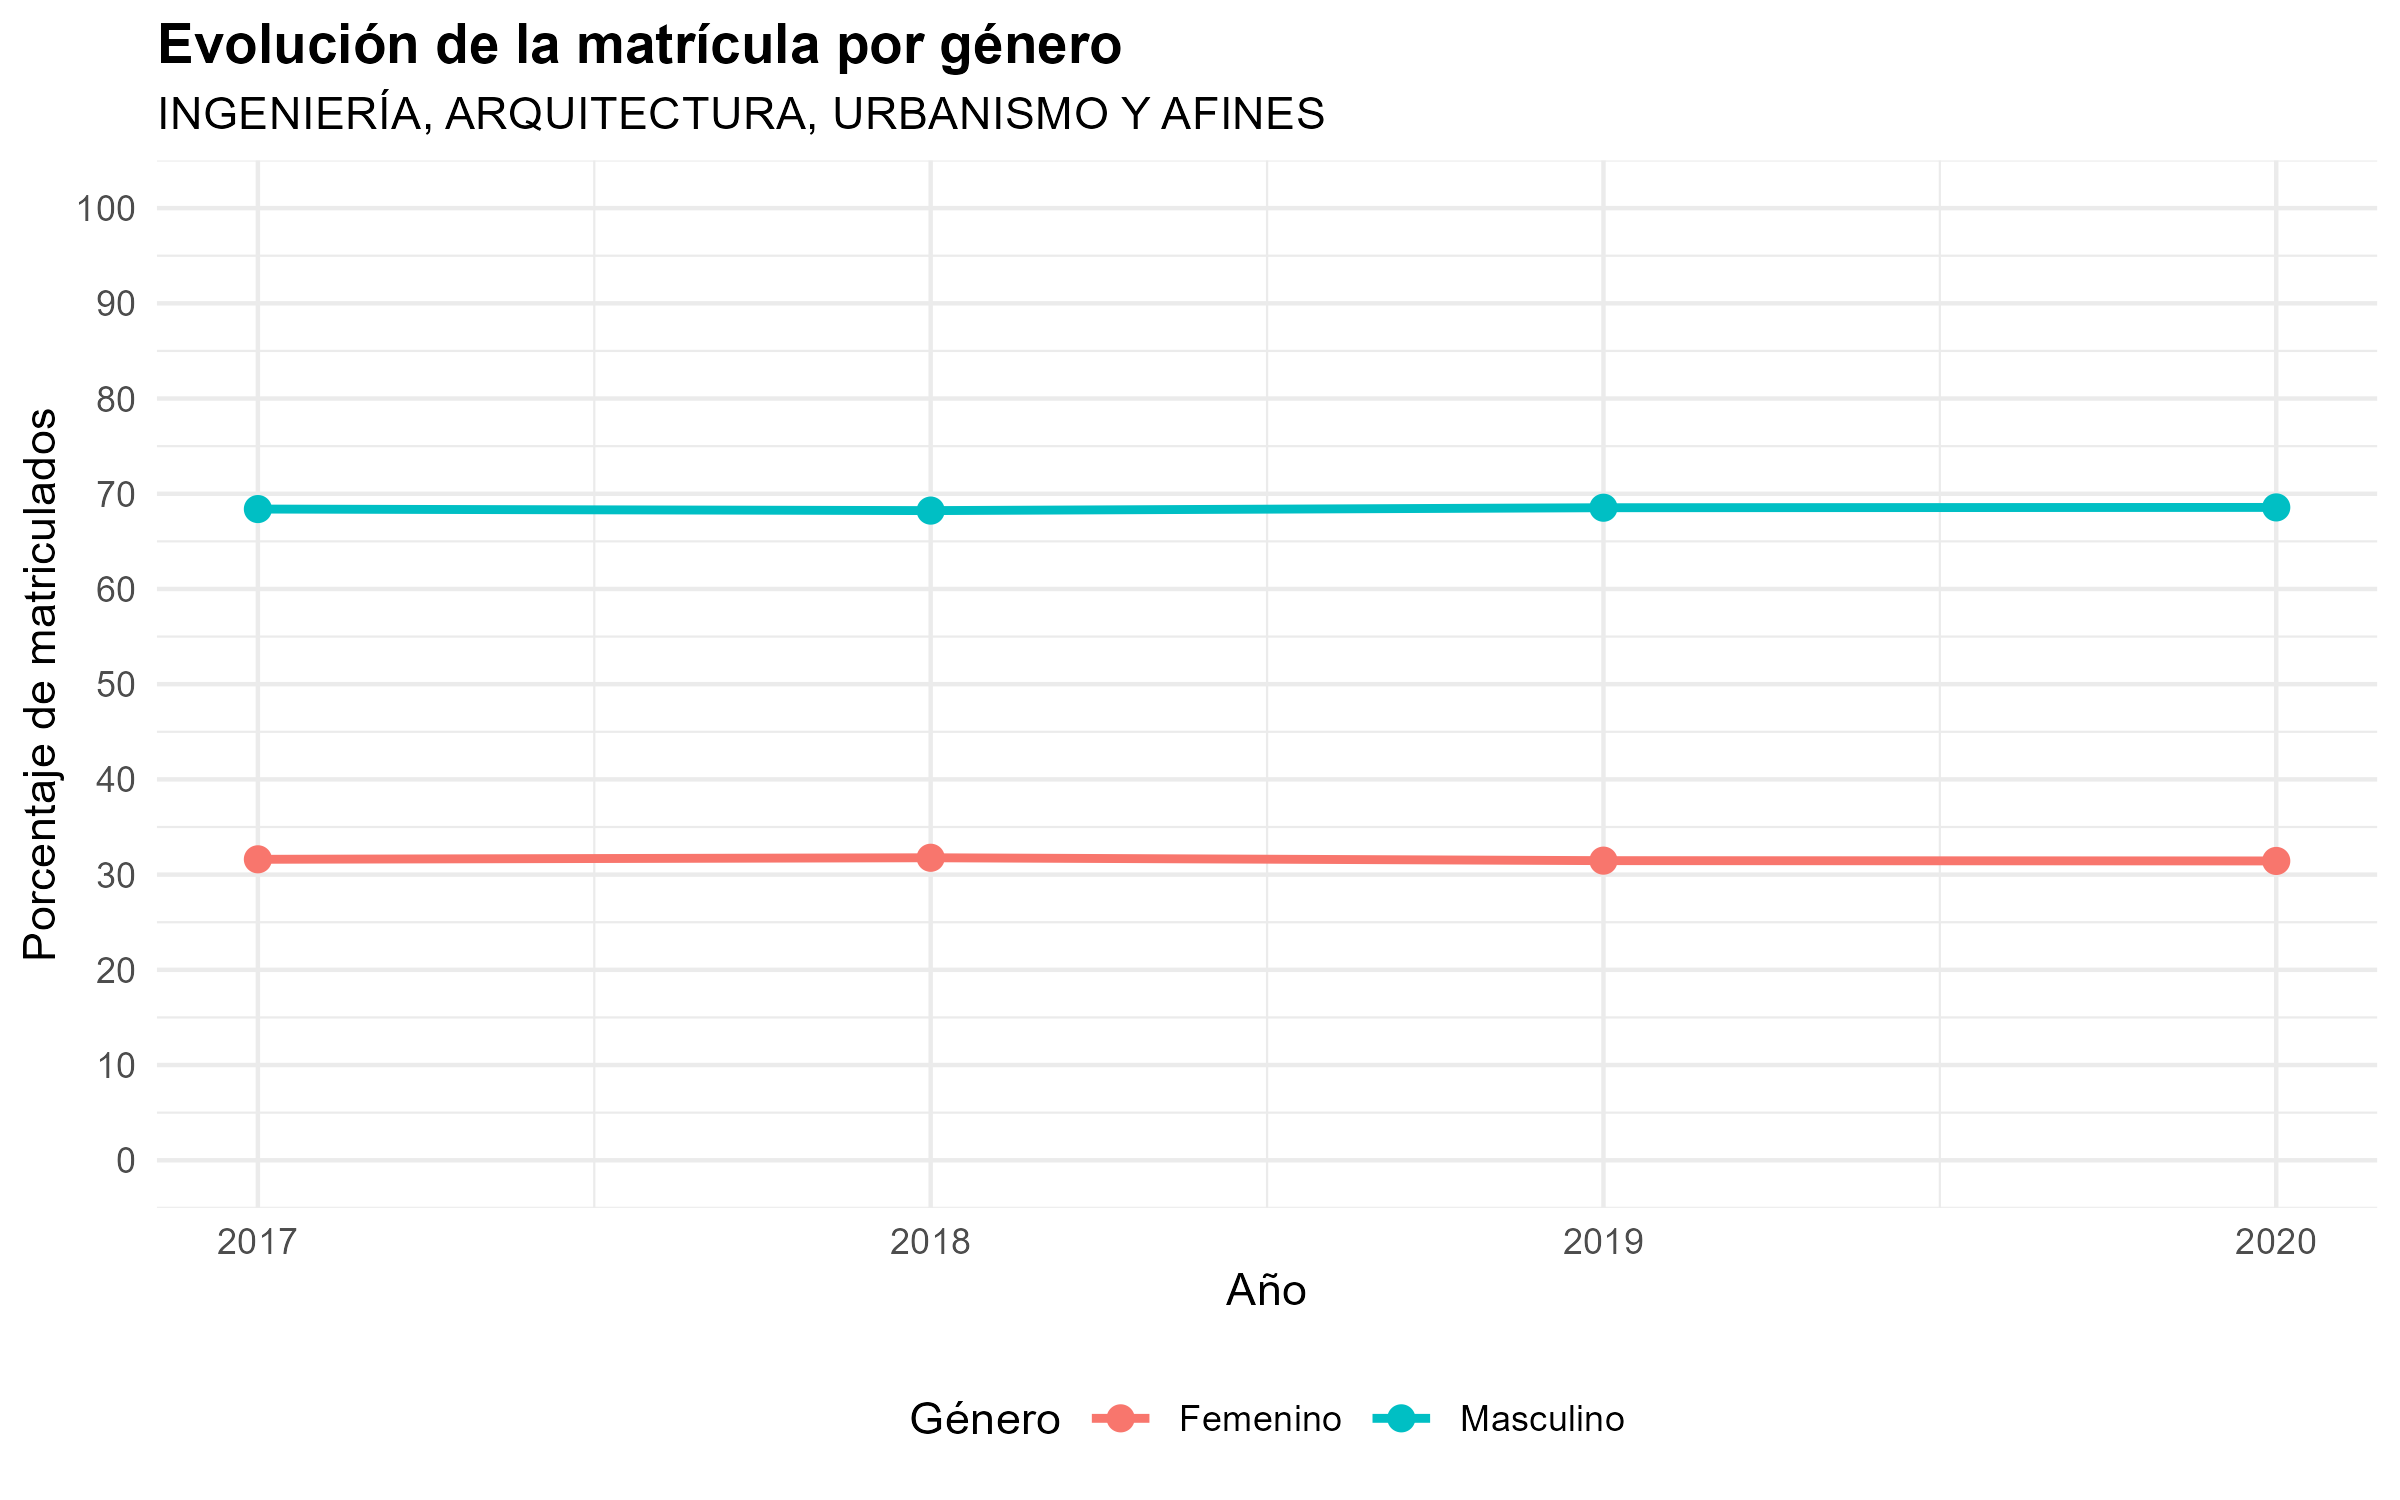 Evolución de la matrícula por género
INGENIERÍA, ARQUITECTURA, URBANISMO Y AFINES
Porcentaje de matriculados
100
90
80
70
60
50
40
30
20
10
0
2017 2018 2019 2020
Año
Género Femenino Masculino